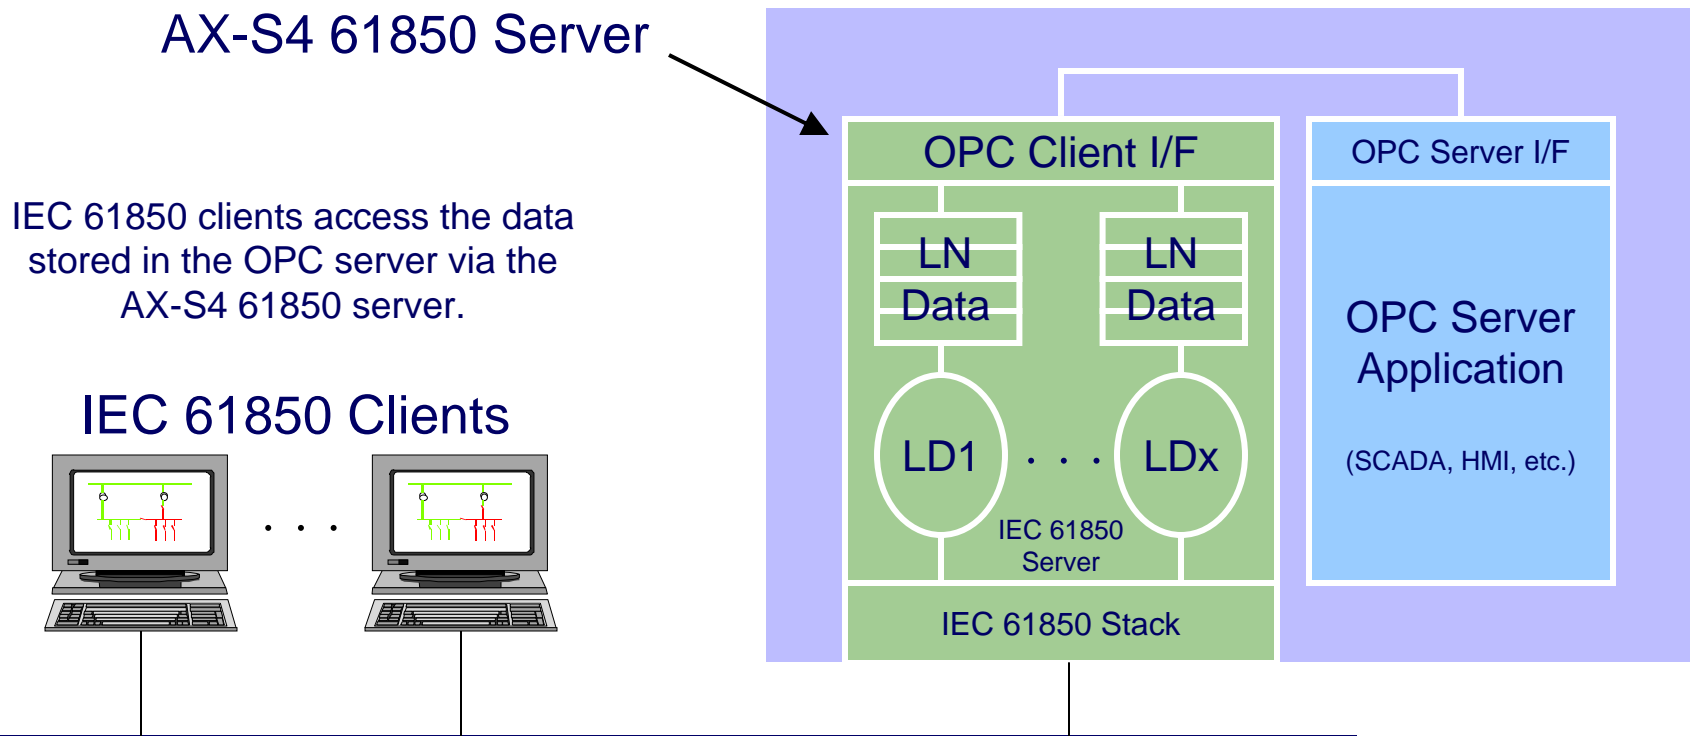 AX-S4 61850 Server
IEC 61850 clients access the data
stored in the OPC server via the
AX-S4 61850 server.
IEC 61850 Clients
. . .
OPC Client I/F
LN
Data
LN
Data
LD1 . . . LDx
IEC 61850
Server
IEC 61850 Stack
OPC Server I/F
OPC Server
Application
(SCADA, HMI, etc.)